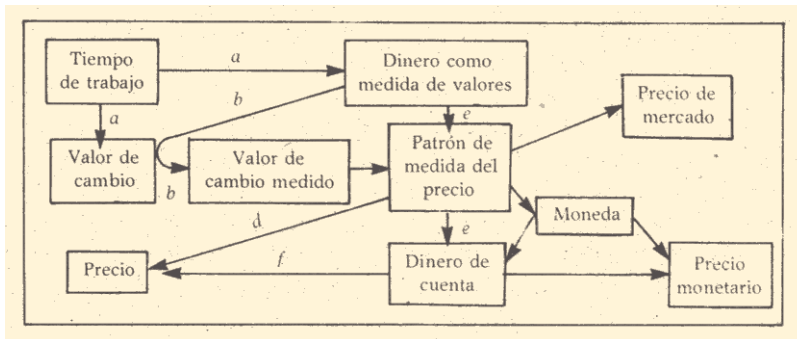 Tiempo
de trabajo
a
Dinero como
medida de valores
a
b
e
Precio de
mercado
Valor de
cambio
b
Valor de
cambio medido
Patrón de
medida del
precio
d
e
Moneda
Precio
f
Dinero de
cuenta
Precio
monetario